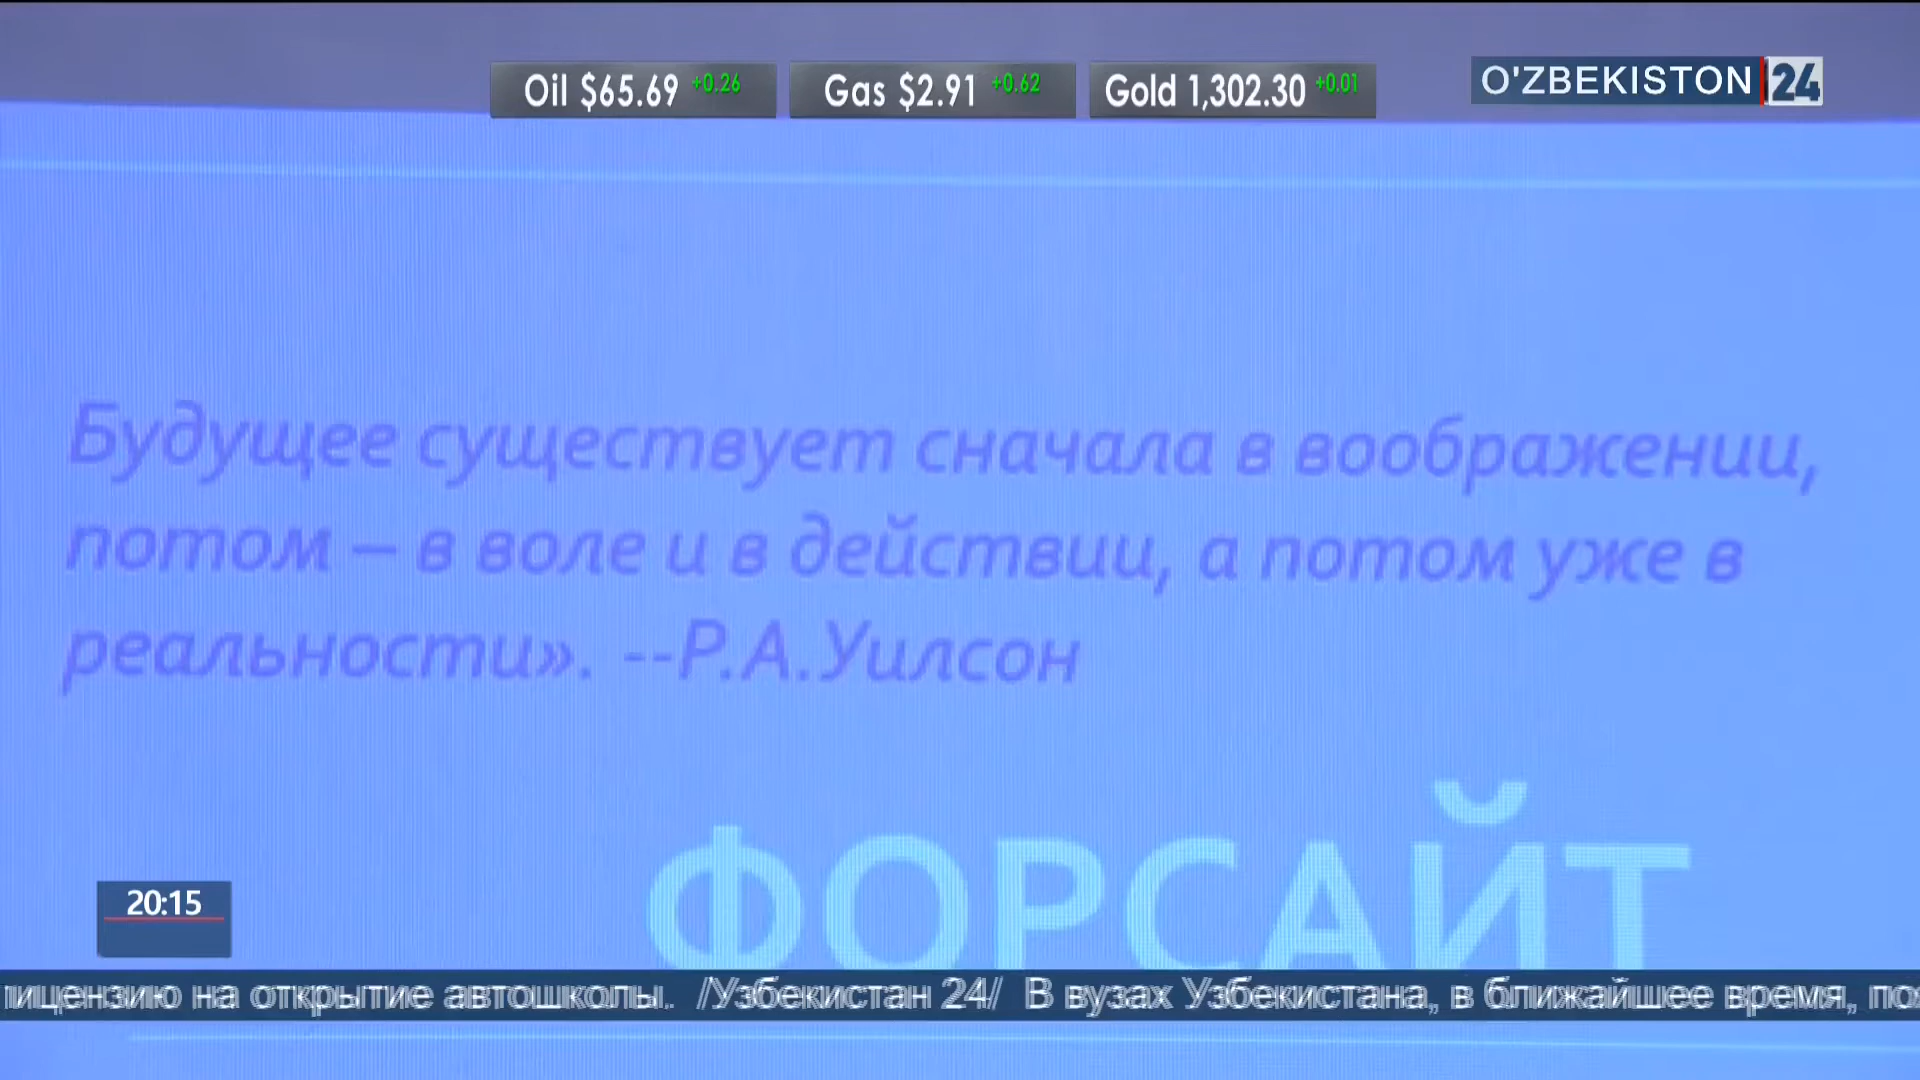 Oil $65.69 +0.26
Gas $2.91 +0.62
Gold 1,302.30 +0.01
O'ZBEKISTON 24
Будущее существует сначала в воображении,
потом – в воле и в действии, а потом уже в
реальности». --Р.А.Уилсон
ФОРСАЙТ
20:15
лицензию на открытие автошколы. /Узбекистан 24/ В вузах Узбекистана, в ближайшее время,